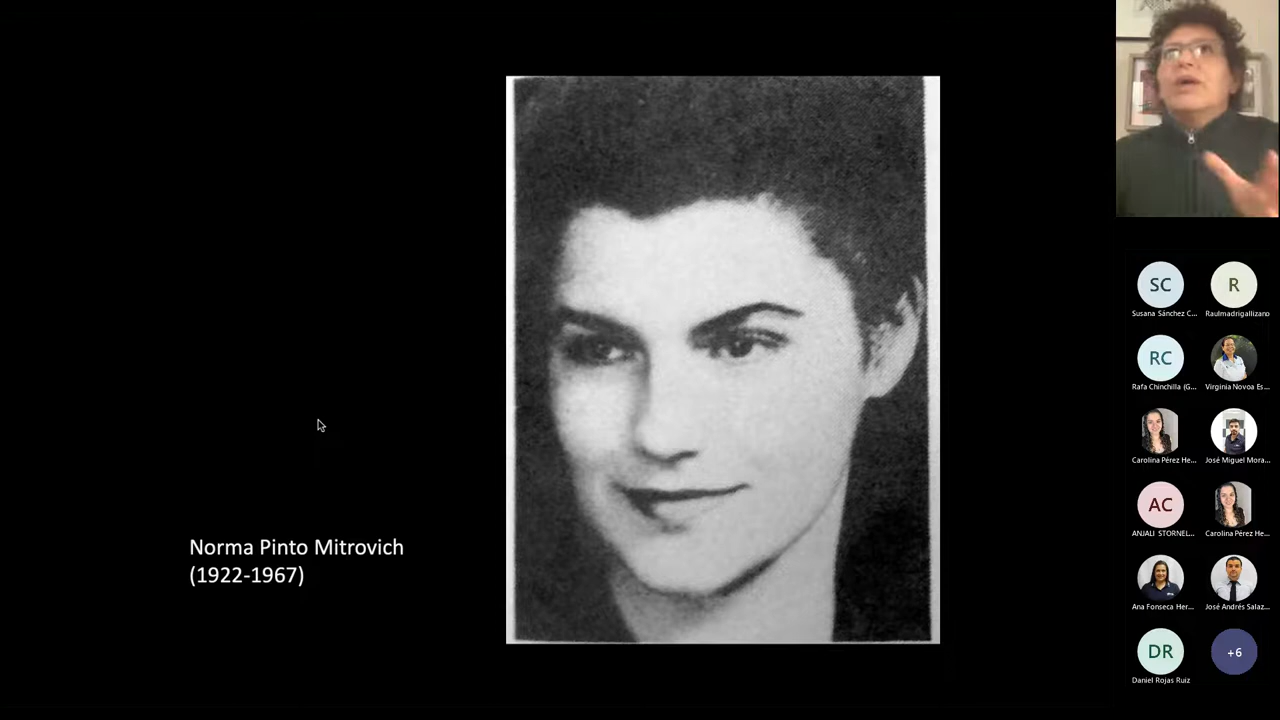 Norma Pinto Mitrovich
(1922-1967)
SC
R
Susana Sánchez C...
Raulmadrigallizano
RC
Rafa Chinchilla (G...
Virginia Novoa Es...
Carolina Pérez He...
José Miguel Mora...
AC
ANJALI STORNEL...
Carolina Pérez He...
Ana Fonseca Her...
José Andrés Salaz...
DR
+6
Daniel Rojas Ruiz